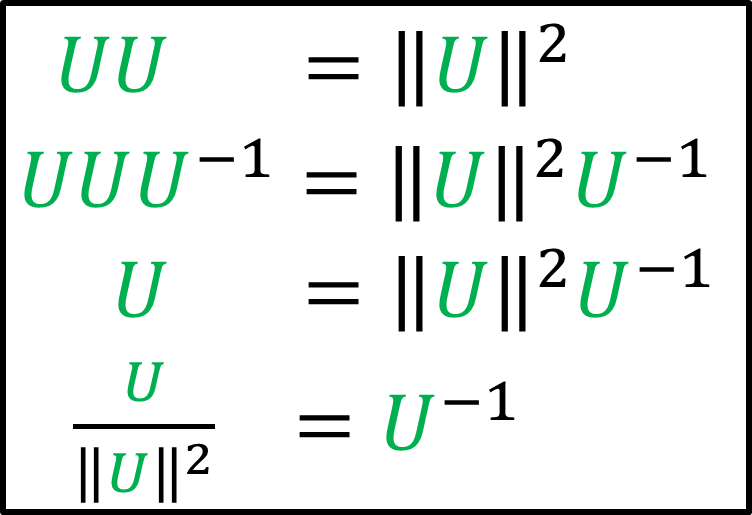 UU = ‖U‖²
UUU⁻¹ = ‖U‖²U⁻¹
U = ‖U‖²U⁻¹
U/‖U‖² = U⁻¹